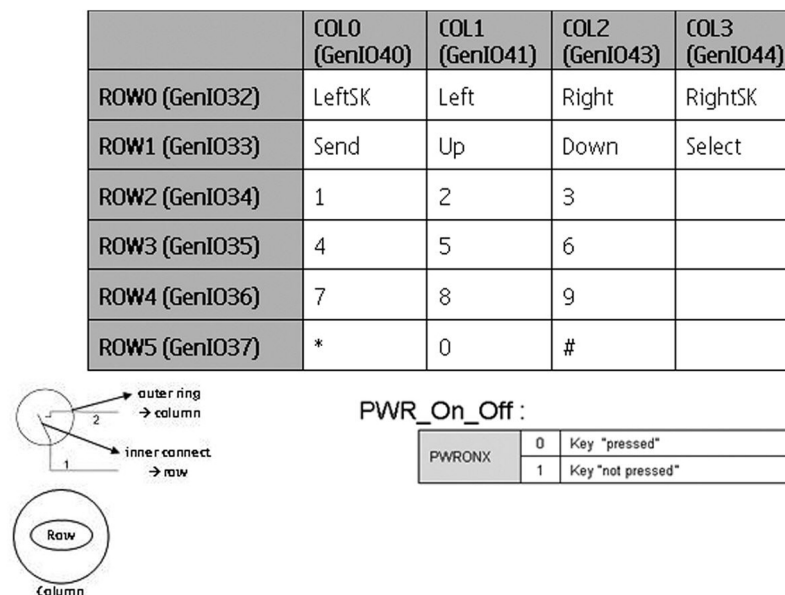 COL0 COL1 COL2 COL3
(GenIO40) (GenIO41) (GenIO43) (GenIO44)
ROW0 (GenIO32) LeftSK Left Right RightSK
ROW1 (GenIO33) Send Up Down Select
ROW2 (GenIO34) 1 2 3
ROW3 (GenIO35) 4 5 6
ROW4 (GenIO36) 7 8 9
ROW5 (GenIO37) * 0 #
outer ring
→ column
2
inner connect
→ row
1
PWR_On_Off :
PWRONX 0 Key "pressed"
1 Key "not pressed"
Row
Column